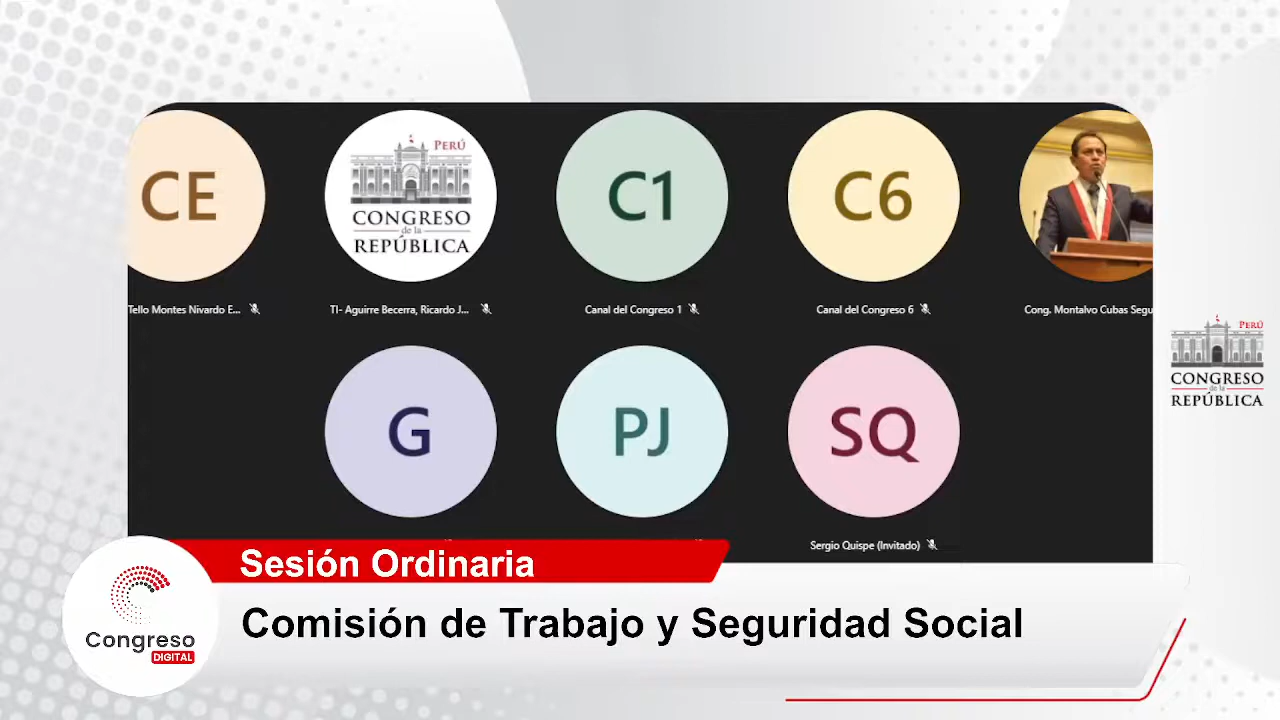 CE
PERÚ
CONGRESO
de la
REPÚBLICA
C1
C6
Tello Montes Nivardo E...
TI- Aguirre Becerra, Ricardo J...
Canal del Congreso 1
Canal del Congreso 6
Cong. Montalvo Cubas Segu
PERÚ
CONGRESO
de la
REPÚBLICA
G
PJ
SQ
Sergio Quispe (Invitado)
Sesión Ordinaria
Comisión de Trabajo y Seguridad Social
Congreso
DIGITAL